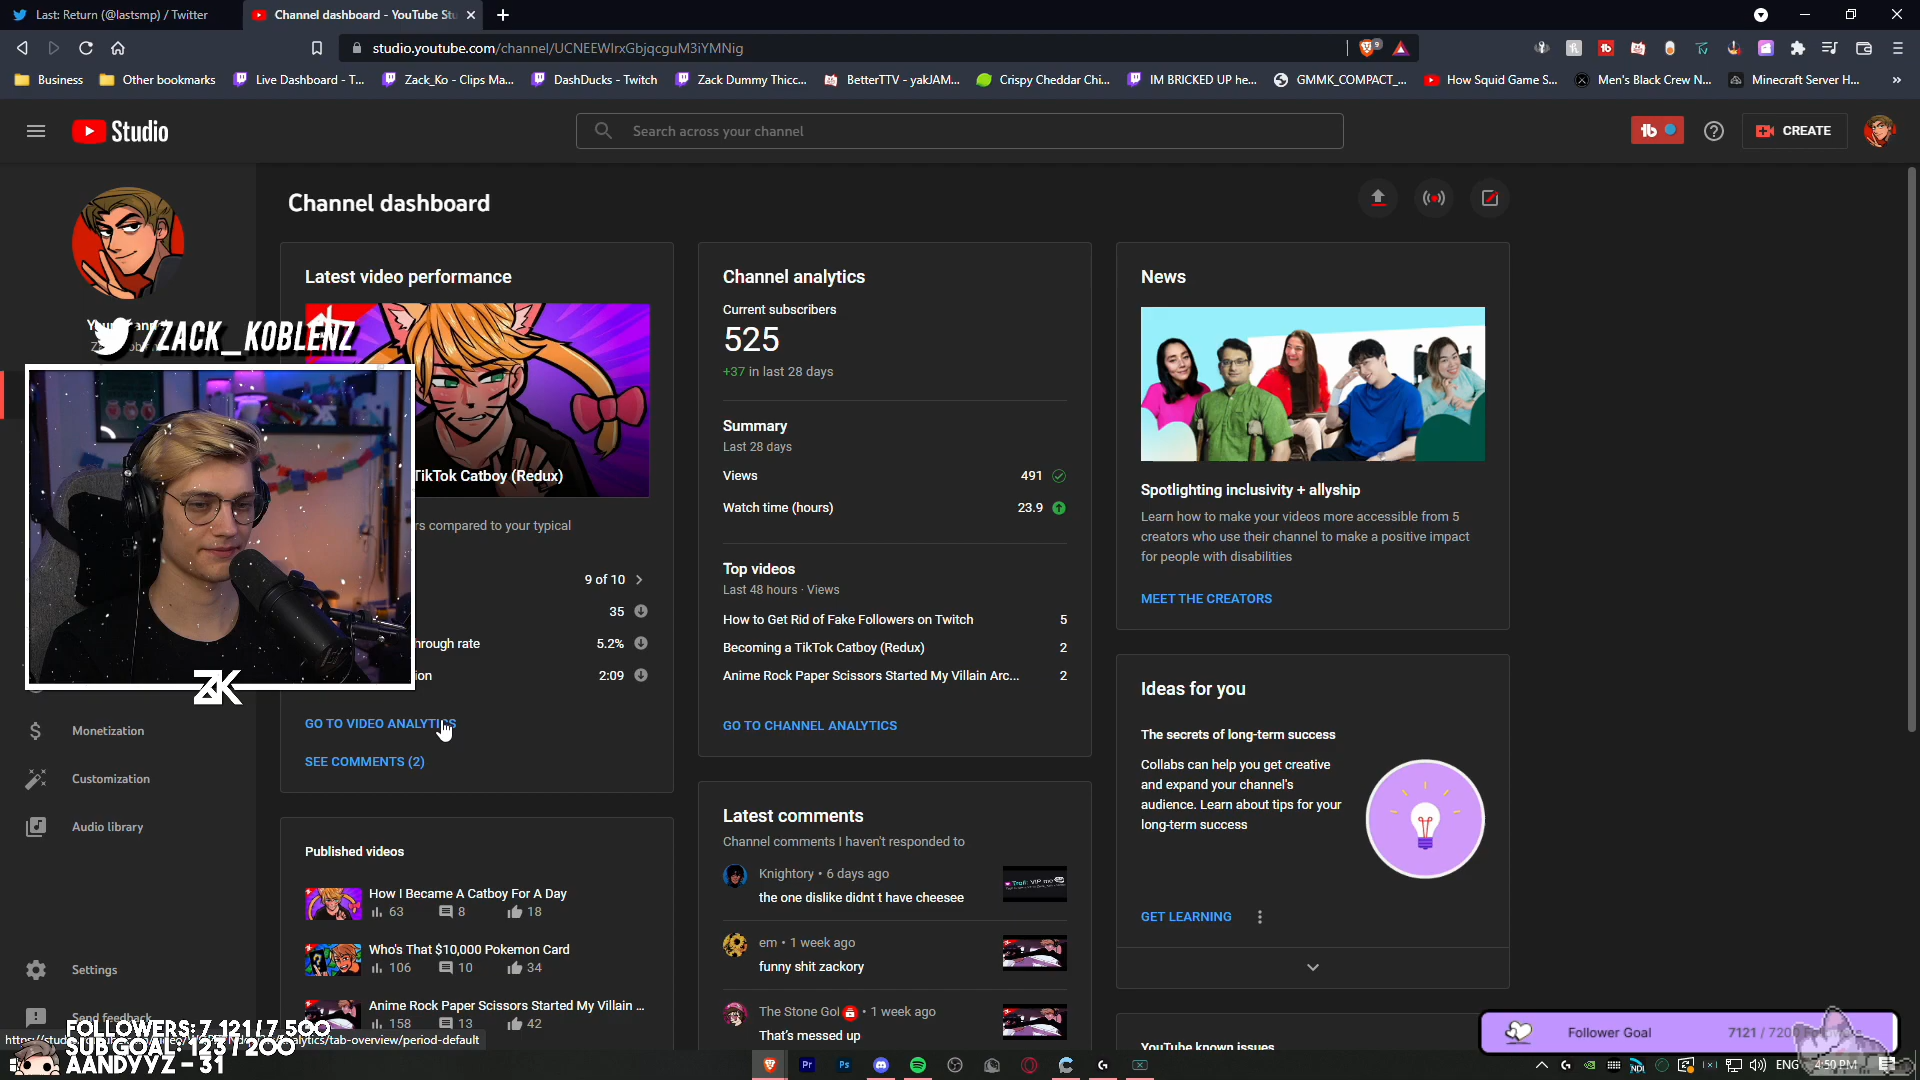 Last: Return (@lastsmp) / Twitter
Channel dashboard - YouTube Stu
studio.youtube.com/channel/UCNEEWIrxGbjqcguM3iYMNig
Business
Other bookmarks
Live Dashboard - T...
Zack_Ko - Clips Ma...
DashDucks - Twitch
Zack Dummy Thicc...
BetterTTV - yakJAM...
Crispy Cheddar Chi...
IM BRICKED UP he...
GMMK_COMPACT_...
How Squid Game S...
Men's Black Crew N...
Minecraft Server H...
Studio
Search across your channel
CREATE
Channel dashboard
/ZACK_KOBLENZ
ZK
Monetization
Customization
Audio library
Settings
Send feedback
Latest video performance
TikTok Catboy (Redux)
compared to your typical
9 of 10
35
5.2%
2:09
GO TO VIDEO ANALYTICS
SEE COMMENTS (2)
Published videos
How I Became A Catboy For A Day
63 8 18
Who's That $10,000 Pokemon Card
106 10 34
Anime Rock Paper Scissors Started My Villain ...
158 13 42
Channel analytics
Current subscribers
525
+37 in last 28 days
Summary
Last 28 days
Views 491
Watch time (hours) 23.9
Top videos
Last 48 hours · Views
How to Get Rid of Fake Followers on Twitch 5
Becoming a TikTok Catboy (Redux) 2
Anime Rock Paper Scissors Started My Villain Arc... 2
GO TO CHANNEL ANALYTICS
Latest comments
Channel comments I haven't responded to
Knightory • 6 days ago
the one dislike didnt t have cheesee
em • 1 week ago
funny shit zackory
The Stone Gol • 1 week ago
That's messed up
News
Spotlighting inclusivity + allyship
Learn how to make your videos more accessible from 5
creators who use their channel to make a positive impact
for people with disabilities
MEET THE CREATORS
Ideas for you
The secrets of long-term success
Collabs can help you get creative
and expand your channel's
audience. Learn about tips for your
long-term success
GET LEARNING
YouTube known issues
FOLLOWERS: 7,121/7,500
SUB GOAL: 123/200
AANDYYZ - 31
Follower Goal
7121 / 720
ENG
4:50 PM